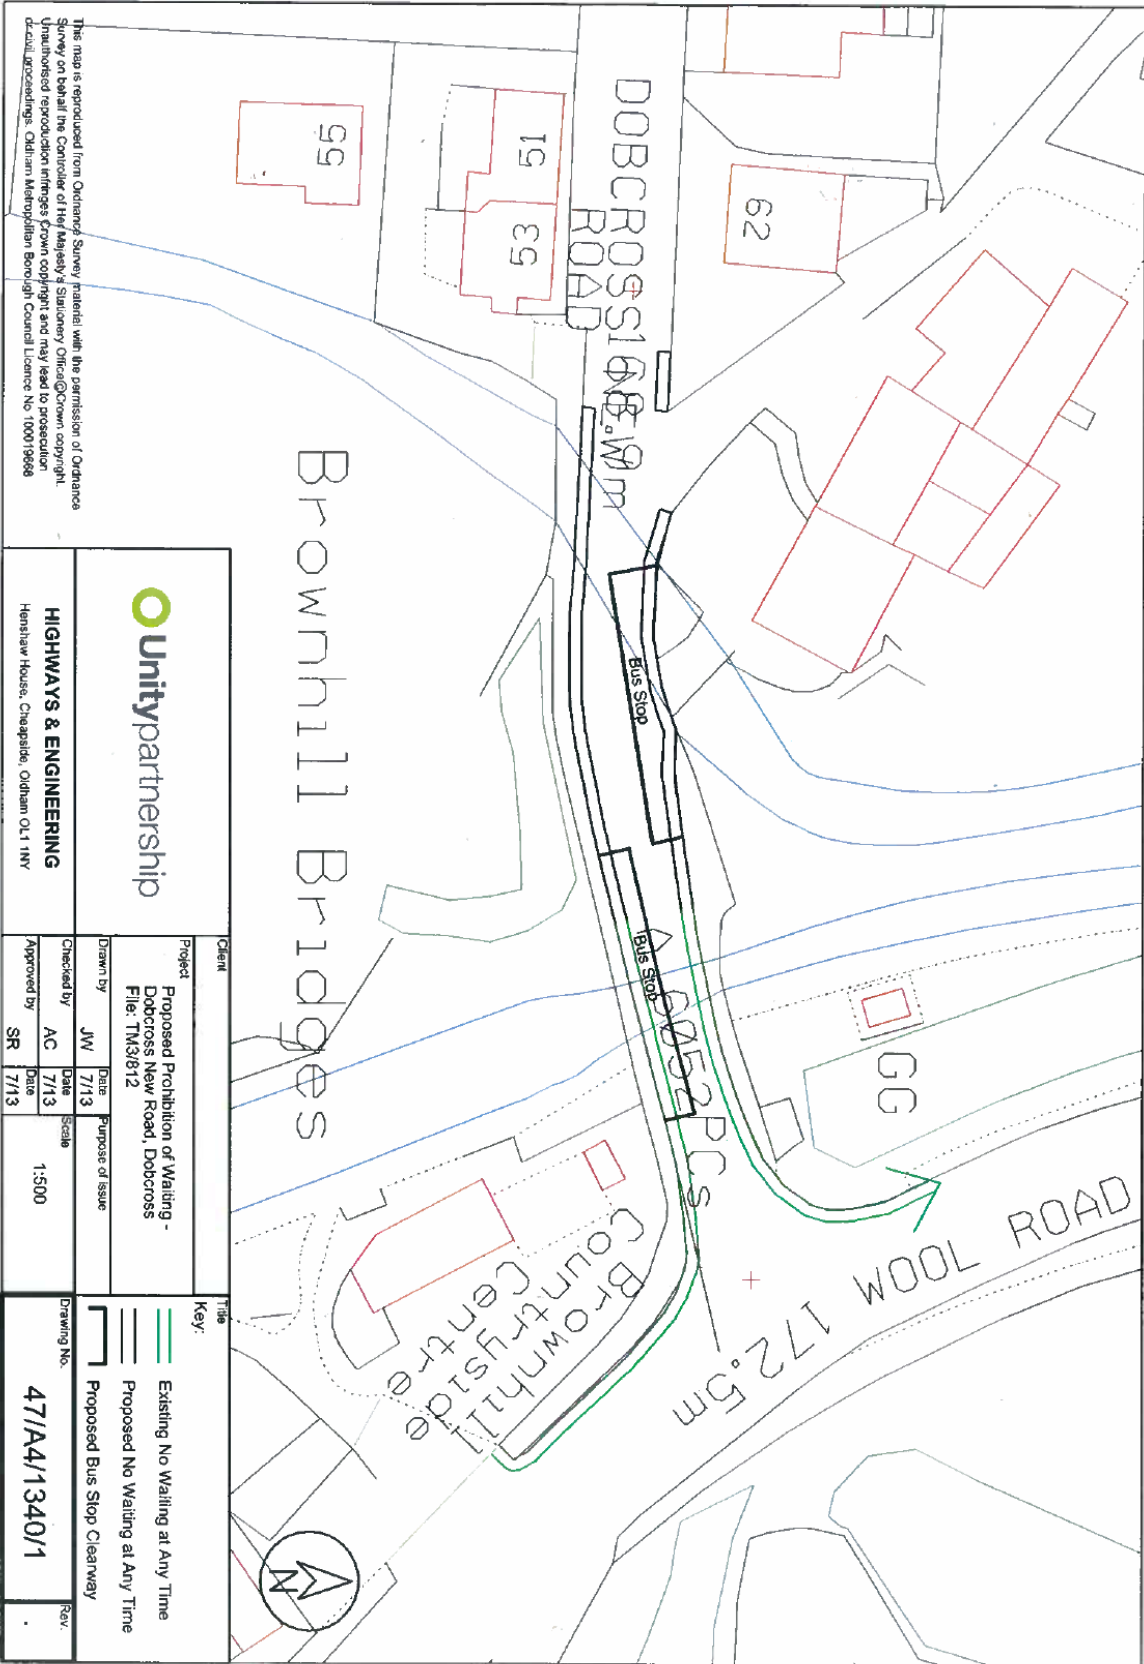 DOBCROSS NEW
ROAD
168.9m
B.M.
51
53
55
62
Bus Stop
Bus Stop
A 6052
PCs
GG
WOOL ROAD
172.5m
Brownhill Bridges
Brownhill
Countryside
Centre
This map is reproduced from Ordnance Survey material with the permission of Ordnance
Survey on behalf the Controller of Her Majesty's Stationery Office©Crown copyright.
Unauthorised reproduction infringes Crown copyright and may lead to prosecution
or civil proceedings. Oldham Metropolitan Borough Council Licence No 100019668
Unitypartnership
HIGHWAYS & ENGINEERING
Henshaw House, Cheapside, Oldham OL1 1NY
Client
Project
Proposed Prohibition of Waiting -
Dobcross New Road, Dobcross
File: TM3/812
Drawn by JW Date 7/13 Purpose of Issue
Checked by AC Date 7/13 Scale 1:500
Approved by SR Date 7/13
Title
Key:
Existing No Waiting at Any Time
Proposed No Waiting at Any Time
Proposed Bus Stop Clearway
Drawing No. 47/A4/1340/1 Rev. .
N